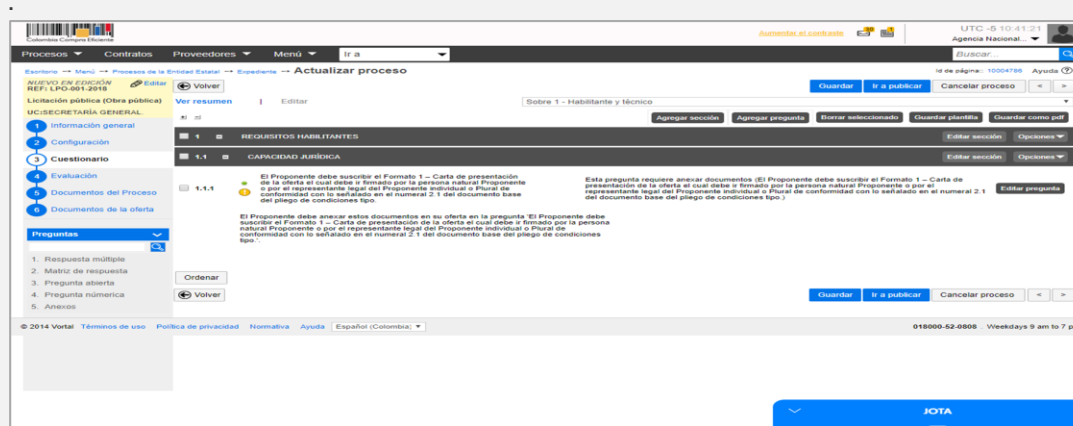 Colombia Compra Eficiente
Aumentar el contraste
UTC -5 10:41:21
Agencia Nacional...
Procesos Contratos Proveedores Menú Ir a Buscar...
Escritorio → Menú → Procesos de la Entidad Estatal → Expediente → Actualizar proceso
Id de página:: 10004786 Ayuda
NUEVO EN EDICIÓN Editar
REF: LPO-001-2018
Volver
Guardar Ir a publicar Cancelar proceso < >
Licitación pública (Obra pública)
Ver resumen | Editar
Sobre 1 - Habilitante y técnico
UC:SECRETARÍA GENERAL
Agregar sección Agregar pregunta Borrar seleccionado Guardar plantilla Guardar como pdf
1 Información general
2 Configuración
3 Cuestionario
4 Evaluación
5 Documentos del Proceso
6 Documentos de la oferta
1 REQUISITOS HABILITANTES Editar sección Opciones
1.1 CAPACIDAD JURÍDICA Editar sección Opciones
1.1.1
El Proponente debe suscribir el Formato 1 – Carta de presentación
de la oferta el cual debe ir firmado por la persona natural Proponente
o por el representante legal del Proponente individual o Plural de
conformidad con lo señalado en el numeral 2.1 del documento base
del pliego de condiciones tipo.
Esta pregunta requiere anexar documentos (El Proponente debe suscribir el Formato 1 – Carta de
presentación de la oferta el cual debe ir firmado por la persona natural Proponente o por el
representante legal del Proponente individual o Plural de conformidad con lo señalado en el numeral 2.1
del documento base del pliego de condiciones tipo.)
Editar pregunta
El Proponente debe anexar estos documentos en su oferta en la pregunta 'El Proponente debe
suscribir el Formato 1 – Carta de presentación de la oferta el cual debe ir firmado por la persona
natural Proponente o por el representante legal del Proponente individual o Plural de
conformidad con lo señalado en el numeral 2.1 del documento base del pliego de condiciones
tipo.'.
Preguntas
1. Respuesta múltiple
2. Matriz de respuesta
3. Pregunta abierta
4. Pregunta númerica
5. Anexos
Ordenar
Volver
Guardar Ir a publicar Cancelar proceso < >
© 2014 Vortal Términos de uso Política de privacidad Normativa Ayuda Español (Colombia)
018000-52-0808 Weekdays 9 am to 7 p
JOTA